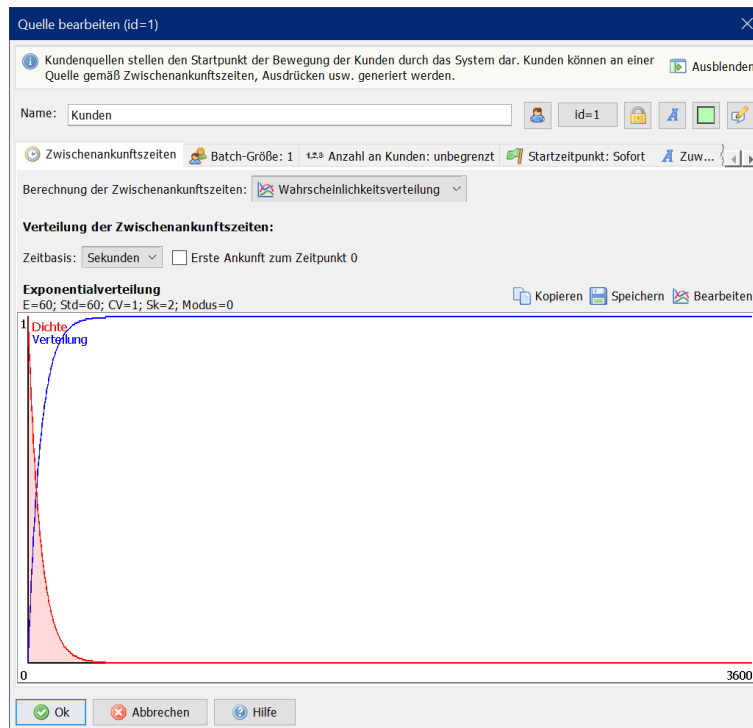 Quelle bearbeiten (id=1)
Kundenquellen stellen den Startpunkt der Bewegung der Kunden durch das System dar. Kunden können an einer
Quelle gemäß Zwischenankunftszeiten, Ausdrücken usw. generiert werden.
Ausblenden
Name: Kunden id=1
Zwischenankunftszeiten Batch-Größe: 1 1,2,3 Anzahl an Kunden: unbegrenzt Startzeitpunkt: Sofort Zuw...
Berechnung der Zwischenankunftszeiten: Wahrscheinlichkeitsverteilung
Verteilung der Zwischenankunftszeiten:
Zeitbasis: Sekunden Erste Ankunft zum Zeitpunkt 0
Exponentialverteilung
E=60; Std=60; CV=1; Sk=2; Modus=0
Kopieren Speichern Bearbeiten
1 Dichte
Verteilung
0 3600
Ok Abbrechen Hilfe